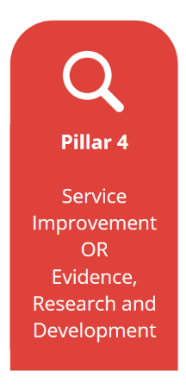 Pillar 4
Service
Improvement
OR
Evidence,
Research and
Development